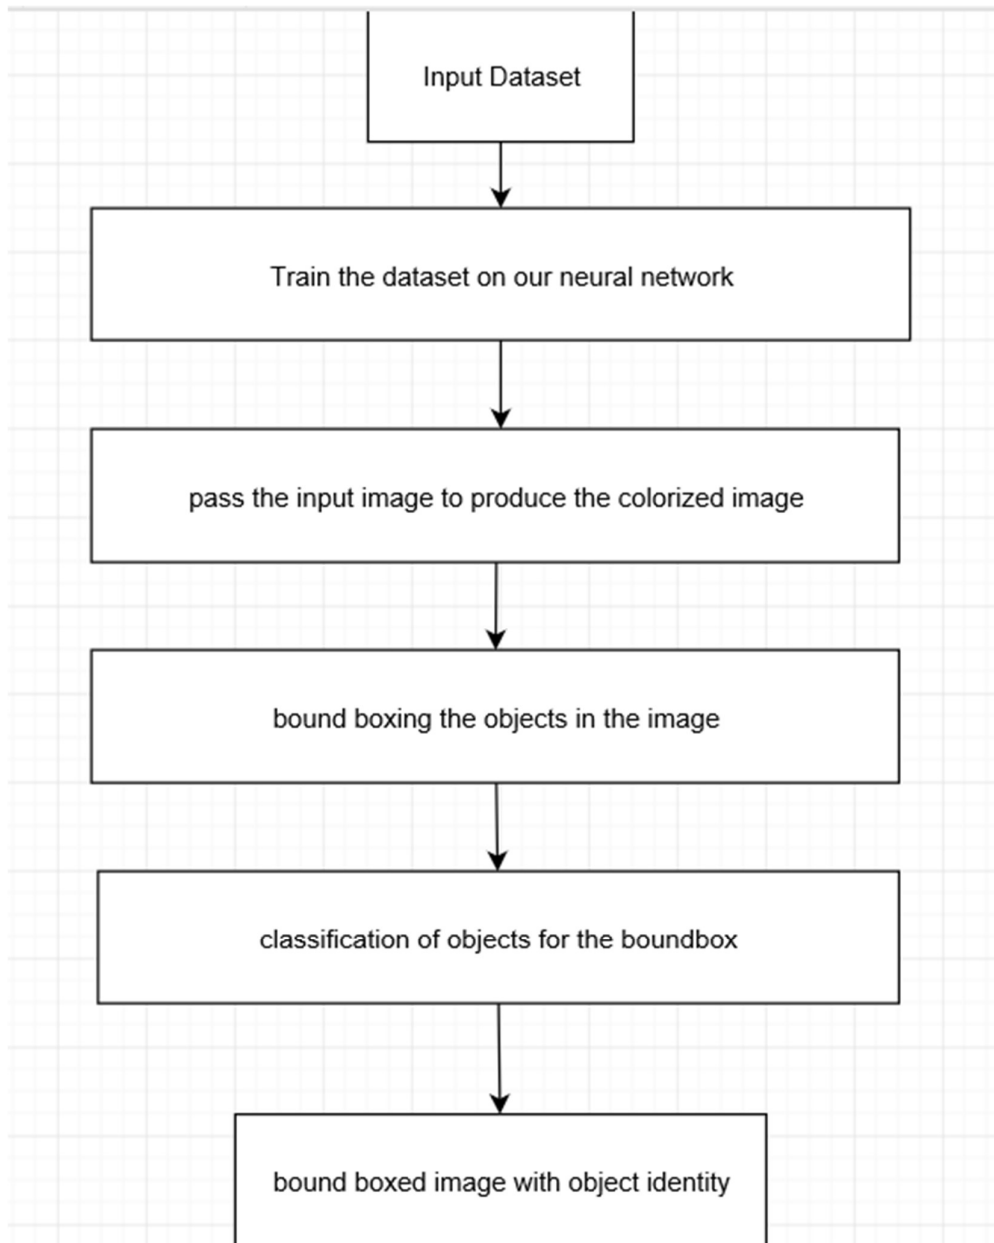 Input Dataset
Train the dataset on our neural network
pass the input image to produce the colorized image
bound boxing the objects in the image
classification of objects for the boundbox
bound boxed image with object identity